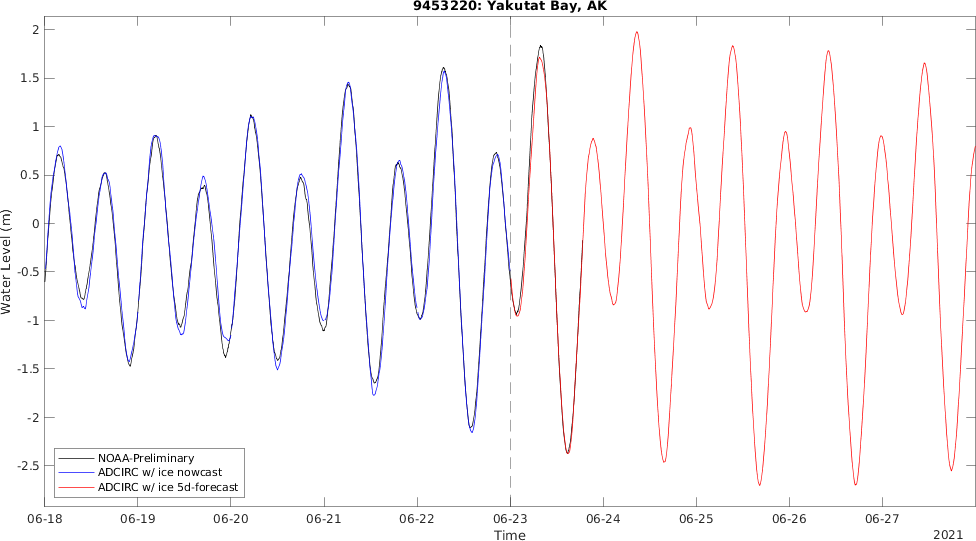 9453220: Yakutat Bay, AK
2
1.5
1
0.5
0
-0.5
-1
-1.5
-2
-2.5
Water Level (m)
NOAA-Preliminary
ADCIRC w/ ice nowcast
ADCIRC w/ ice 5d-forecast
06-18 06-19 06-20 06-21 06-22 06-23 06-24 06-25 06-26 06-27
Time
2021